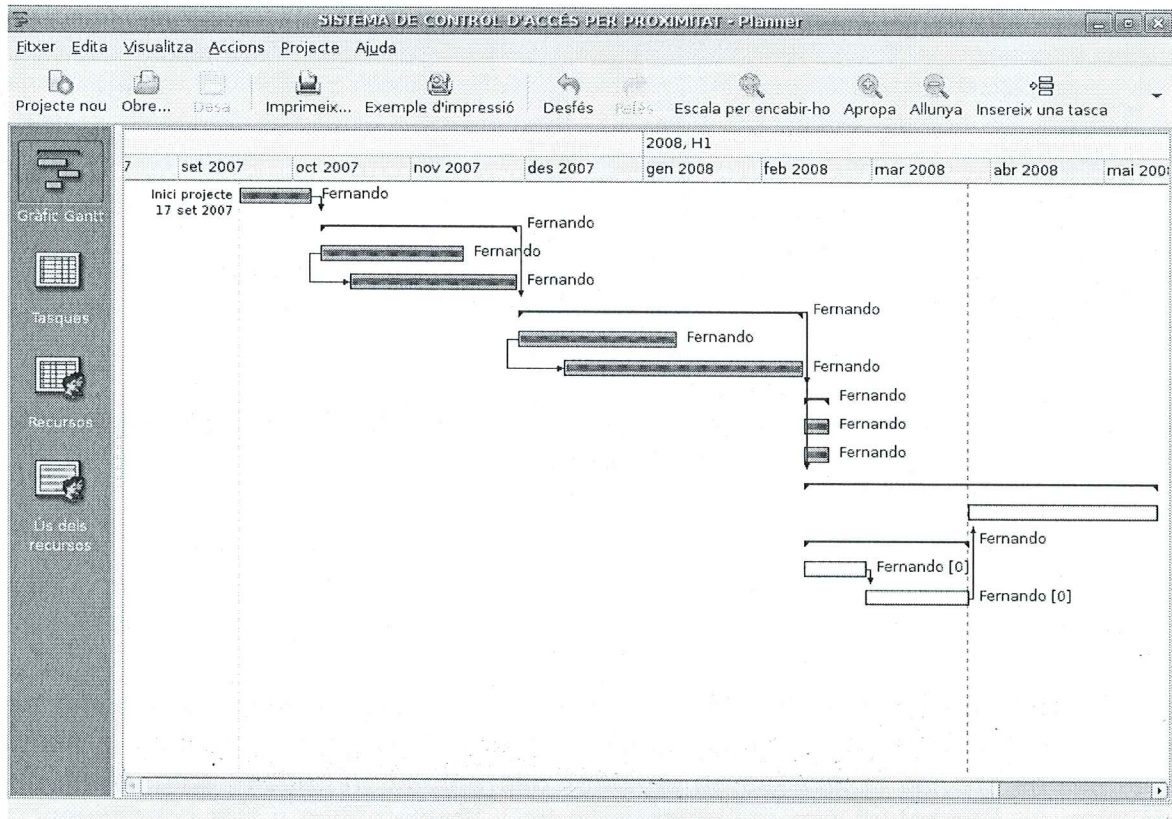 SISTEMA DE CONTROL D'ACCÉS PER PROXIMITAT - Planner
Fitxer Edita Visualitza Accions Projecte Ajuda
Projecte nou Obre... Desa Imprimeix... Exemple d'impressió Desfés Refés Escala per encabir-ho Apropa Allunya Insereix una tasca
2008, H1
7 set 2007 oct 2007 nov 2007 des 2007 gen 2008 feb 2008 mar 2008 abr 2008 mai 200
Gràfic Gantt
Tasques
Recursos
Ús dels
recursos
Inici projecte
17 set 2007
Fernando
Fernando
Fernando
Fernando
Fernando
Fernando
Fernando
Fernando
Fernando
Fernando
Fernando
Fernando [0]
Fernando [0]